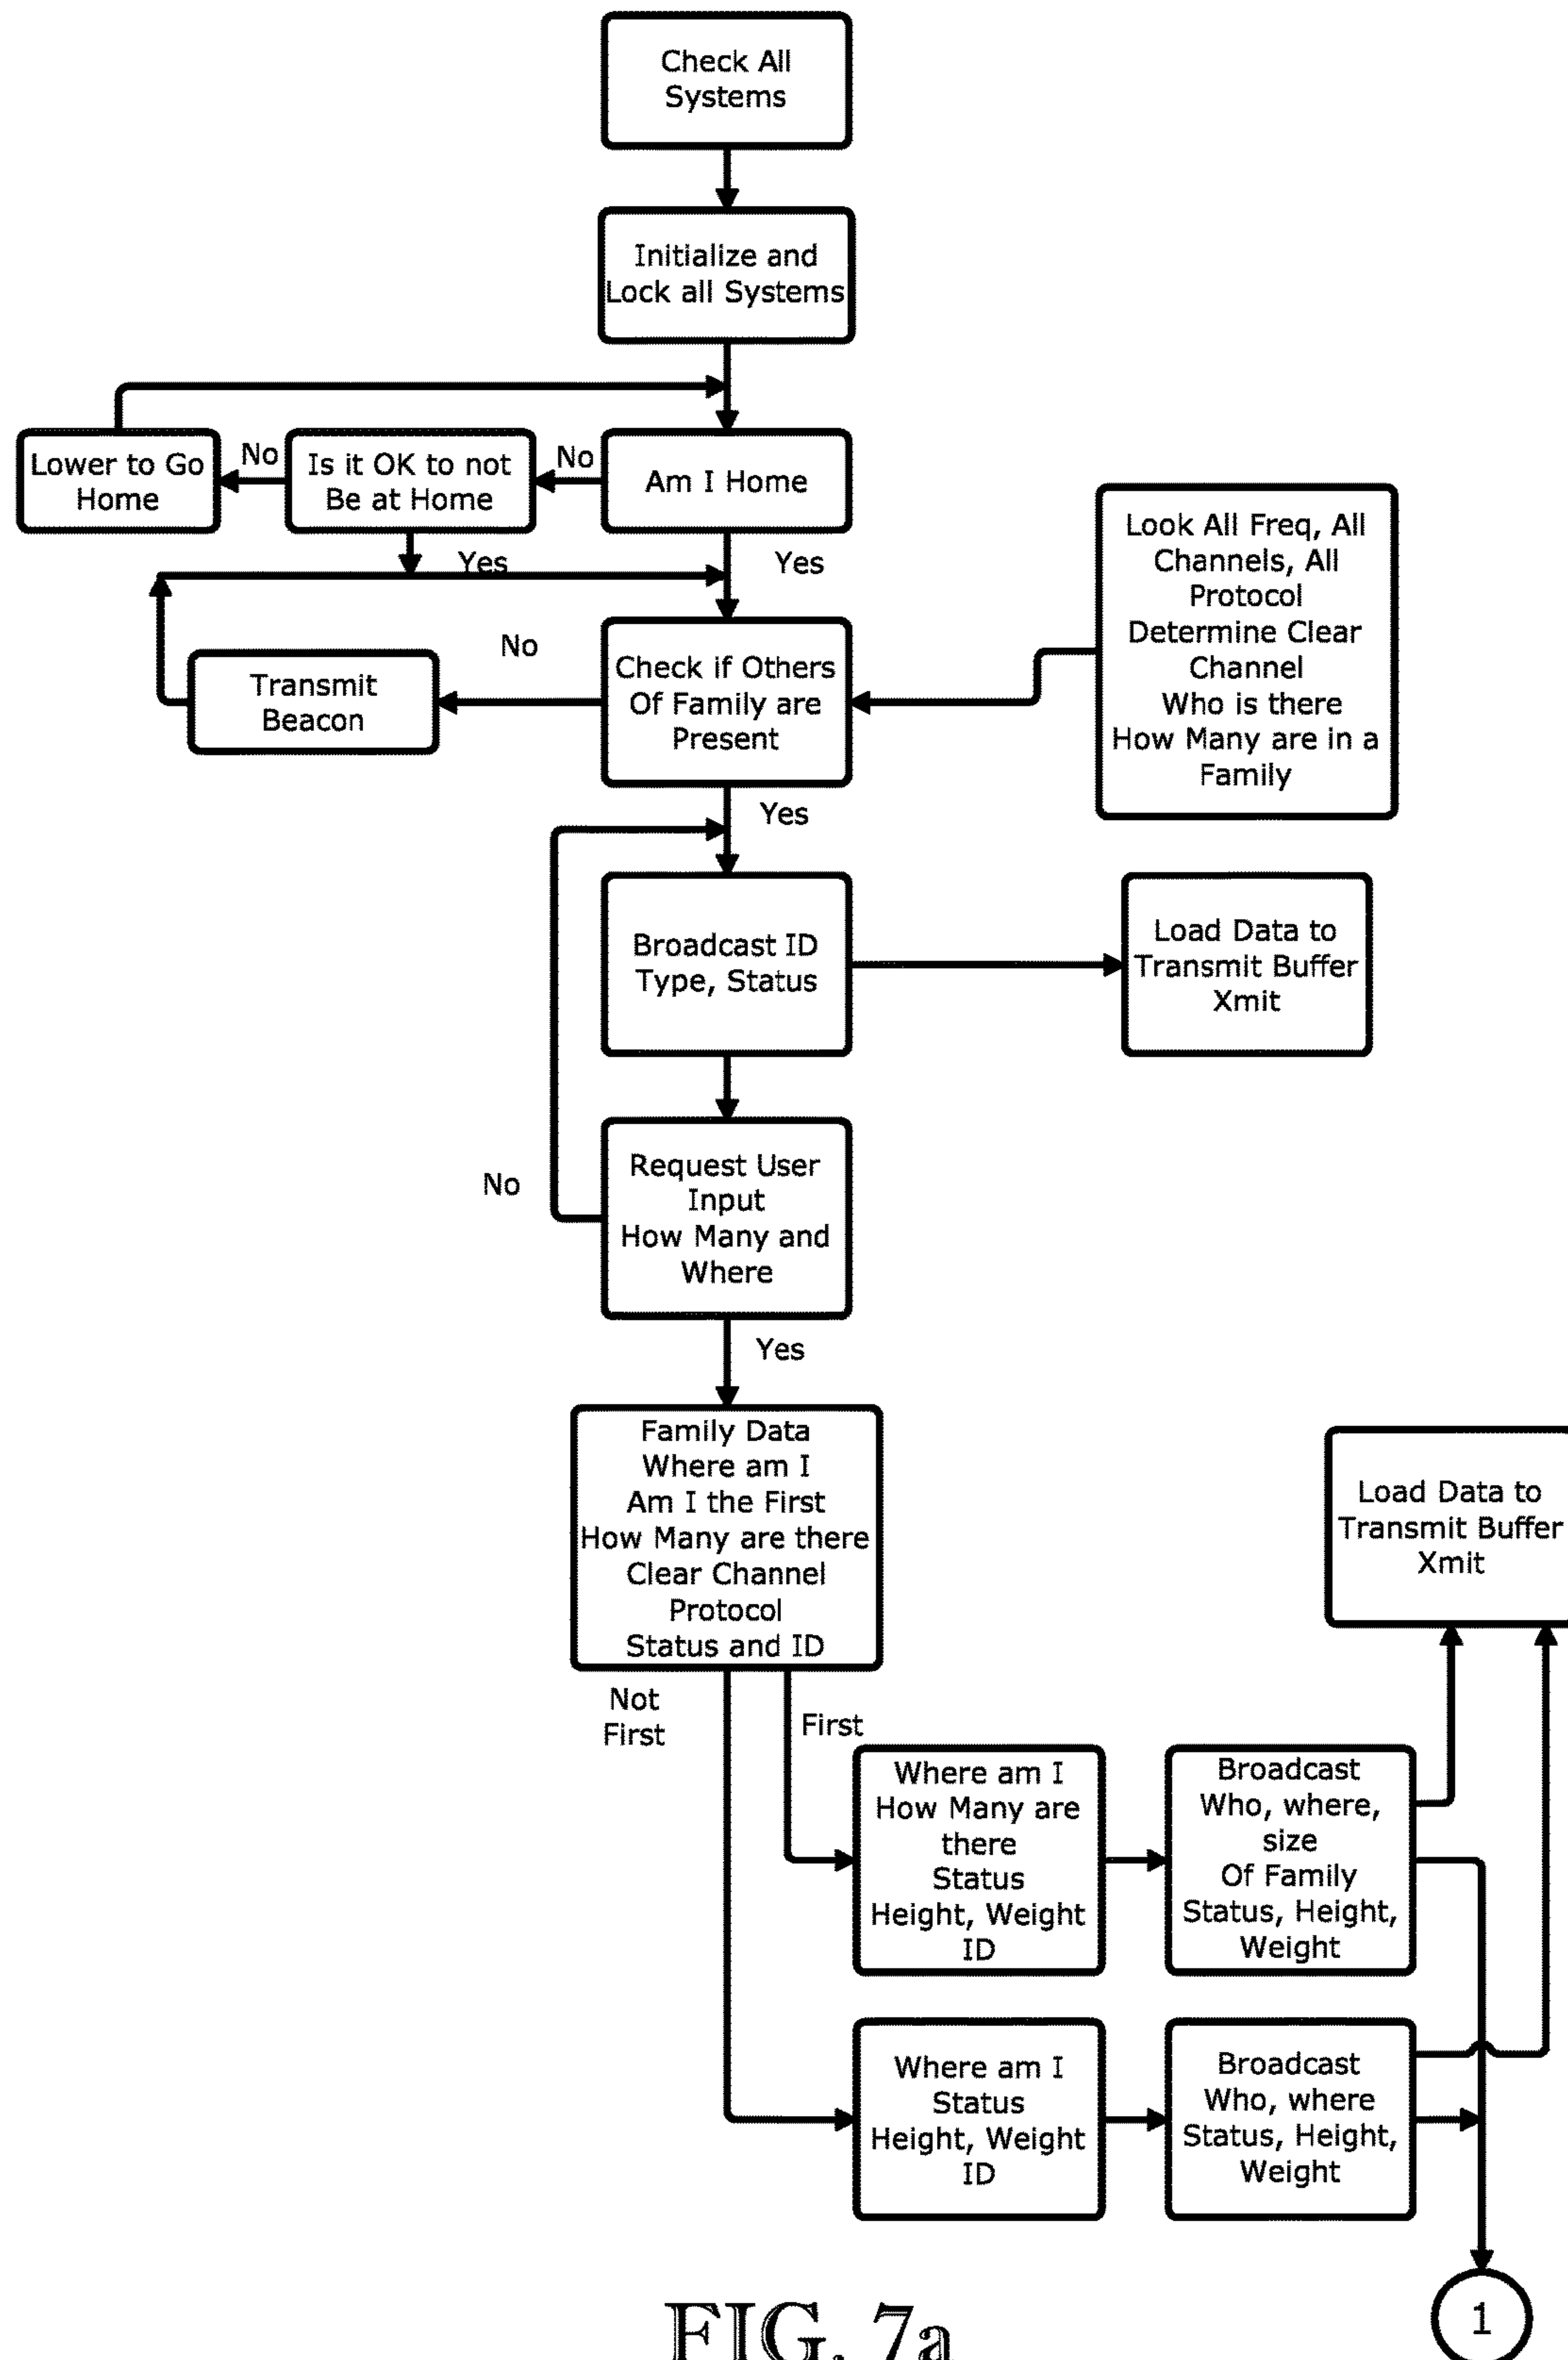 Check All
Systems
Initialize and
Lock all Systems
Lower to Go
Home
No
Is it OK to not
Be at Home
No
Am I Home
Yes
Yes
Look All Freq, All
Channels, All
Protocol
Determine Clear
Channel
Who is there
How Many are in a
Family
No
Transmit
Beacon
Check if Others
Of Family are
Present
Yes
Broadcast ID
Type, Status
Load Data to
Transmit Buffer
Xmit
No
Request User
Input
How Many and
Where
Yes
Family Data
Where am I
Am I the First
How Many are there
Clear Channel
Protocol
Status and ID
Load Data to
Transmit Buffer
Xmit
Not
First
First
Where am I
How Many are
there
Status
Height, Weight
ID
Broadcast
Who, where,
size
Of Family
Status, Height,
Weight
Where am I
Status
Height, Weight
ID
Broadcast
Who, where
Status, Height,
Weight
1
FIG. 7a